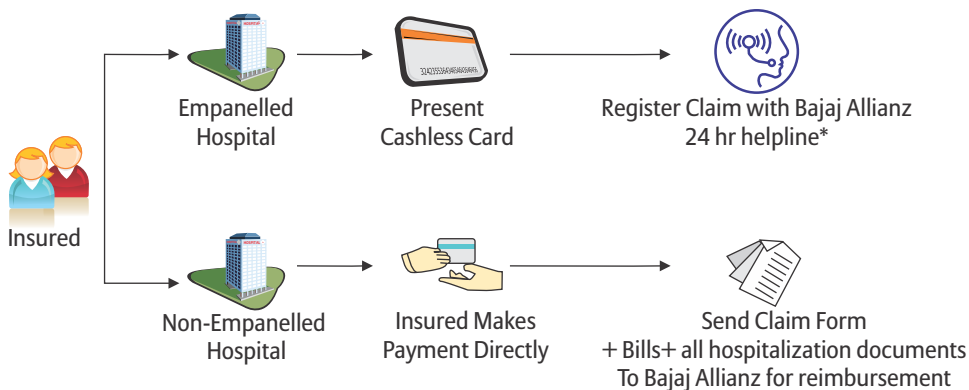 Empanelled
Hospital
Present
Cashless Card
Register Claim with Bajaj Allianz
24 hr helpline*
Insured
Non-Empanelled
Hospital
Insured Makes
Payment Directly
Send Claim Form
+ Bills+ all hospitalization documents
To Bajaj Allianz for reimbursement